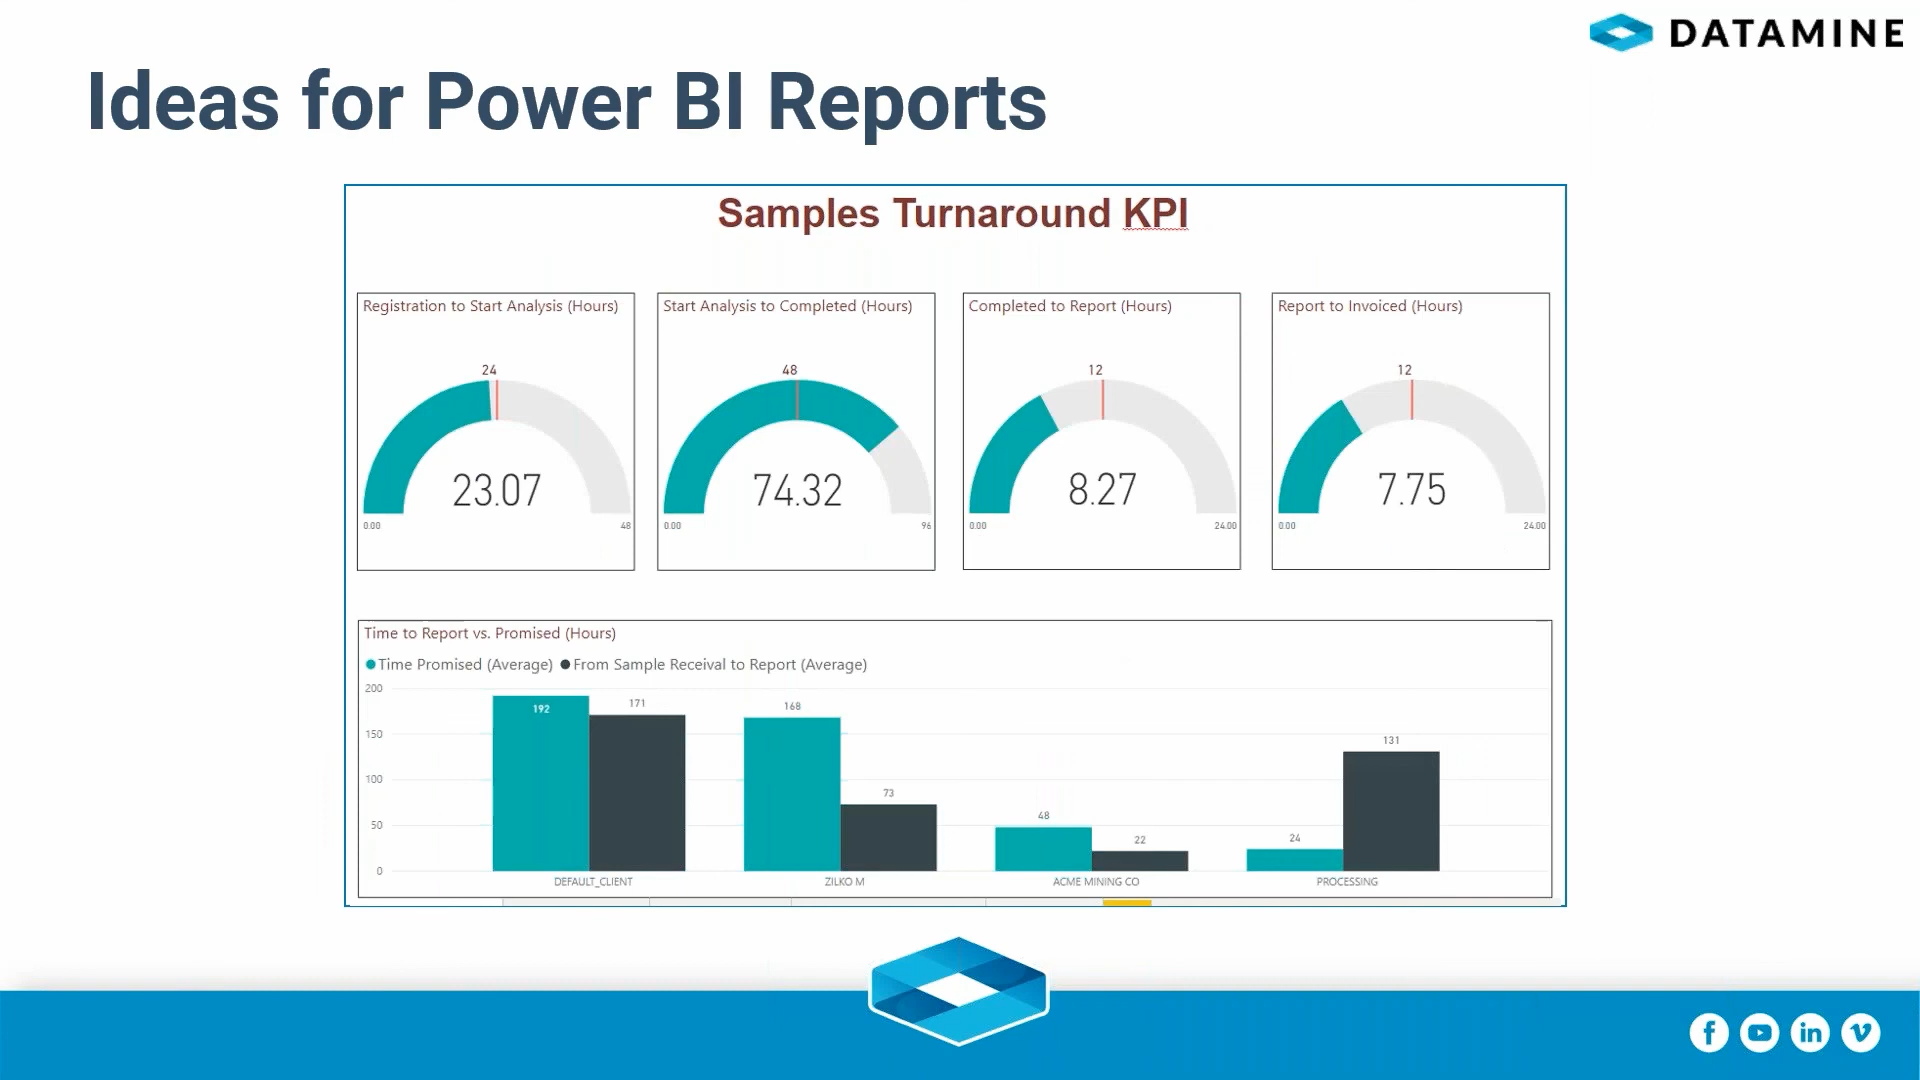 DATAMINE
Ideas for Power BI Reports
Samples Turnaround KPI
Registration to Start Analysis (Hours)
24
23.07
0.00
48
Start Analysis to Completed (Hours)
48
74.32
0.00
96
Completed to Report (Hours)
12
8.27
0.00
24.00
Report to Invoiced (Hours)
12
7.75
0.00
24.00
Time to Report vs. Promised (Hours)
Time Promised (Average) From Sample Receival to Report (Average)
200
150
100
50
0
192
171
168
73
48
22
24
131
DEFAULT_CLIENT
ZILKO M
ACME MINING CO
PROCESSING